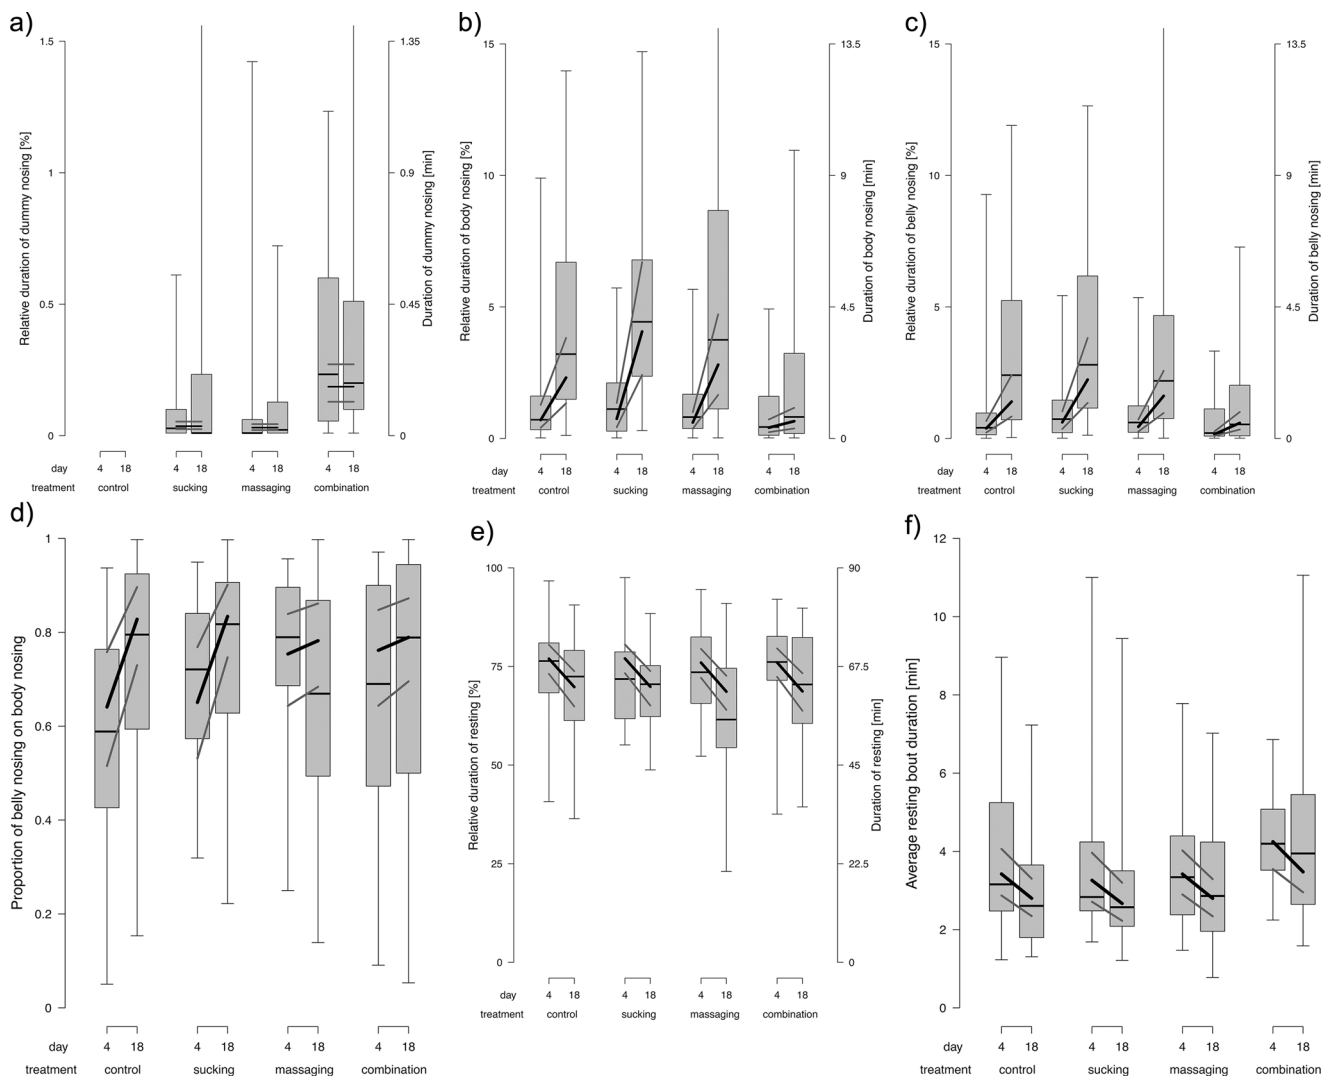 a)
1.5
1
0.5
0
Relative duration of dummy nosing [%]
1.35
0.9
0.45
0
Duration of dummy nosing [min]
day 4 18 4 18 4 18 4 18
treatment control sucking massaging combination
b)
15
10
5
0
Relative duration of body nosing [%]
13.5
9
4.5
0
Duration of body nosing [min]
day 4 18 4 18 4 18 4 18
treatment control sucking massaging combination
c)
15
10
5
0
Relative duration of belly nosing [%]
13.5
9
4.5
0
Duration of belly nosing [min]
day 4 18 4 18 4 18 4 18
treatment control sucking massaging combination
d)
1
0.8
0.6
0.4
0.2
0
Proportion of belly nosing on body nosing
day 4 18 4 18 4 18 4 18
treatment control sucking massaging combination
e)
100
75
50
25
0
Relative duration of resting [%]
90
67.5
45
22.5
0
Duration of resting [min]
day 4 18 4 18 4 18 4 18
treatment control sucking massaging combination
f)
12
10
8
6
4
2
0
Average resting bout duration [min]
day 4 18 4 18 4 18 4 18
treatment control sucking massaging combination